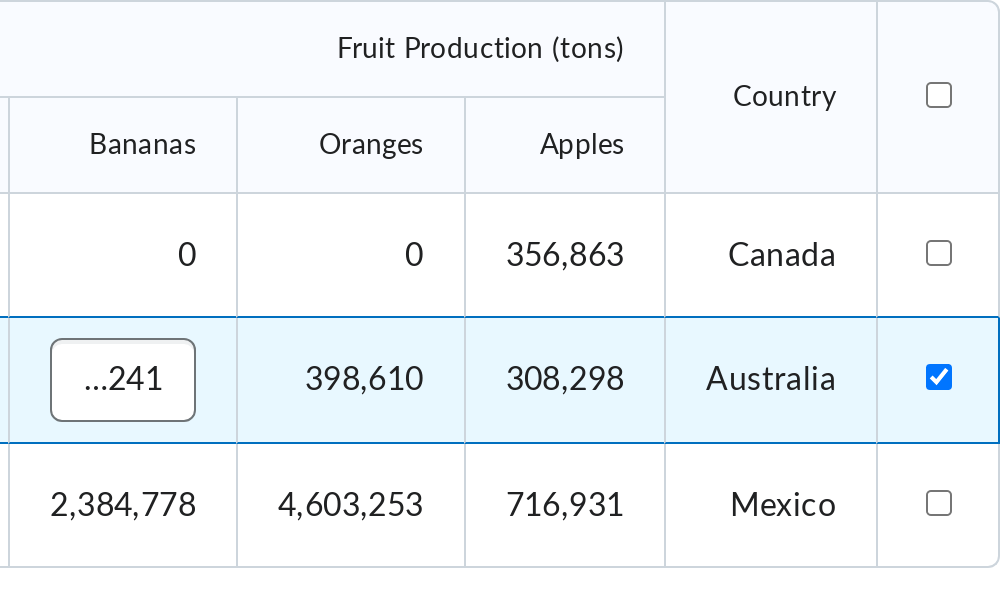 Fruit Production (tons)
Country
Bananas Oranges Apples
0 0 356,863 Canada
...241 398,610 308,298 Australia
2,384,778 4,603,253 716,931 Mexico